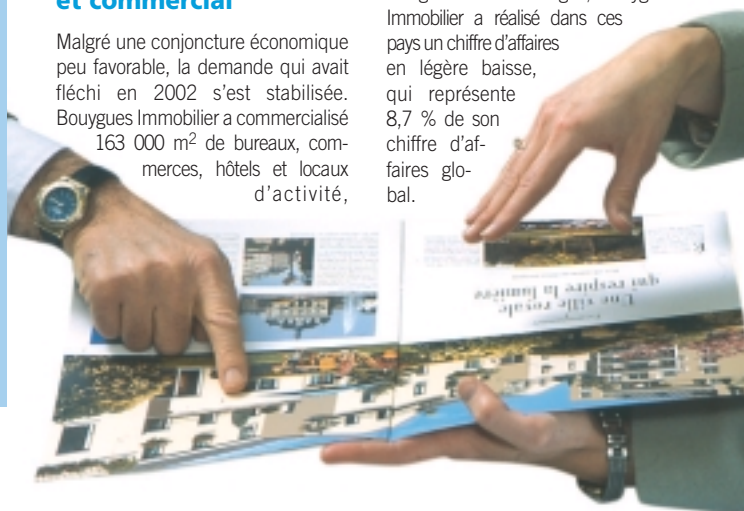 et commercial
Malgré une conjoncture économique
peu favorable, la demande qui avait
fléchi en 2002 s'est stabilisée.
Bouygues Immobilier a commercialisé
163 000 m² de bureaux, com-
merces, hôtels et locaux
d'activité,
Immobilier a réalisé dans ces
pays un chiffre d'affaires
en légère baisse,
qui représente
8,7 % de son
chiffre d'af-
faires glo-
bal.
Une ville royale
qui respire la lumière